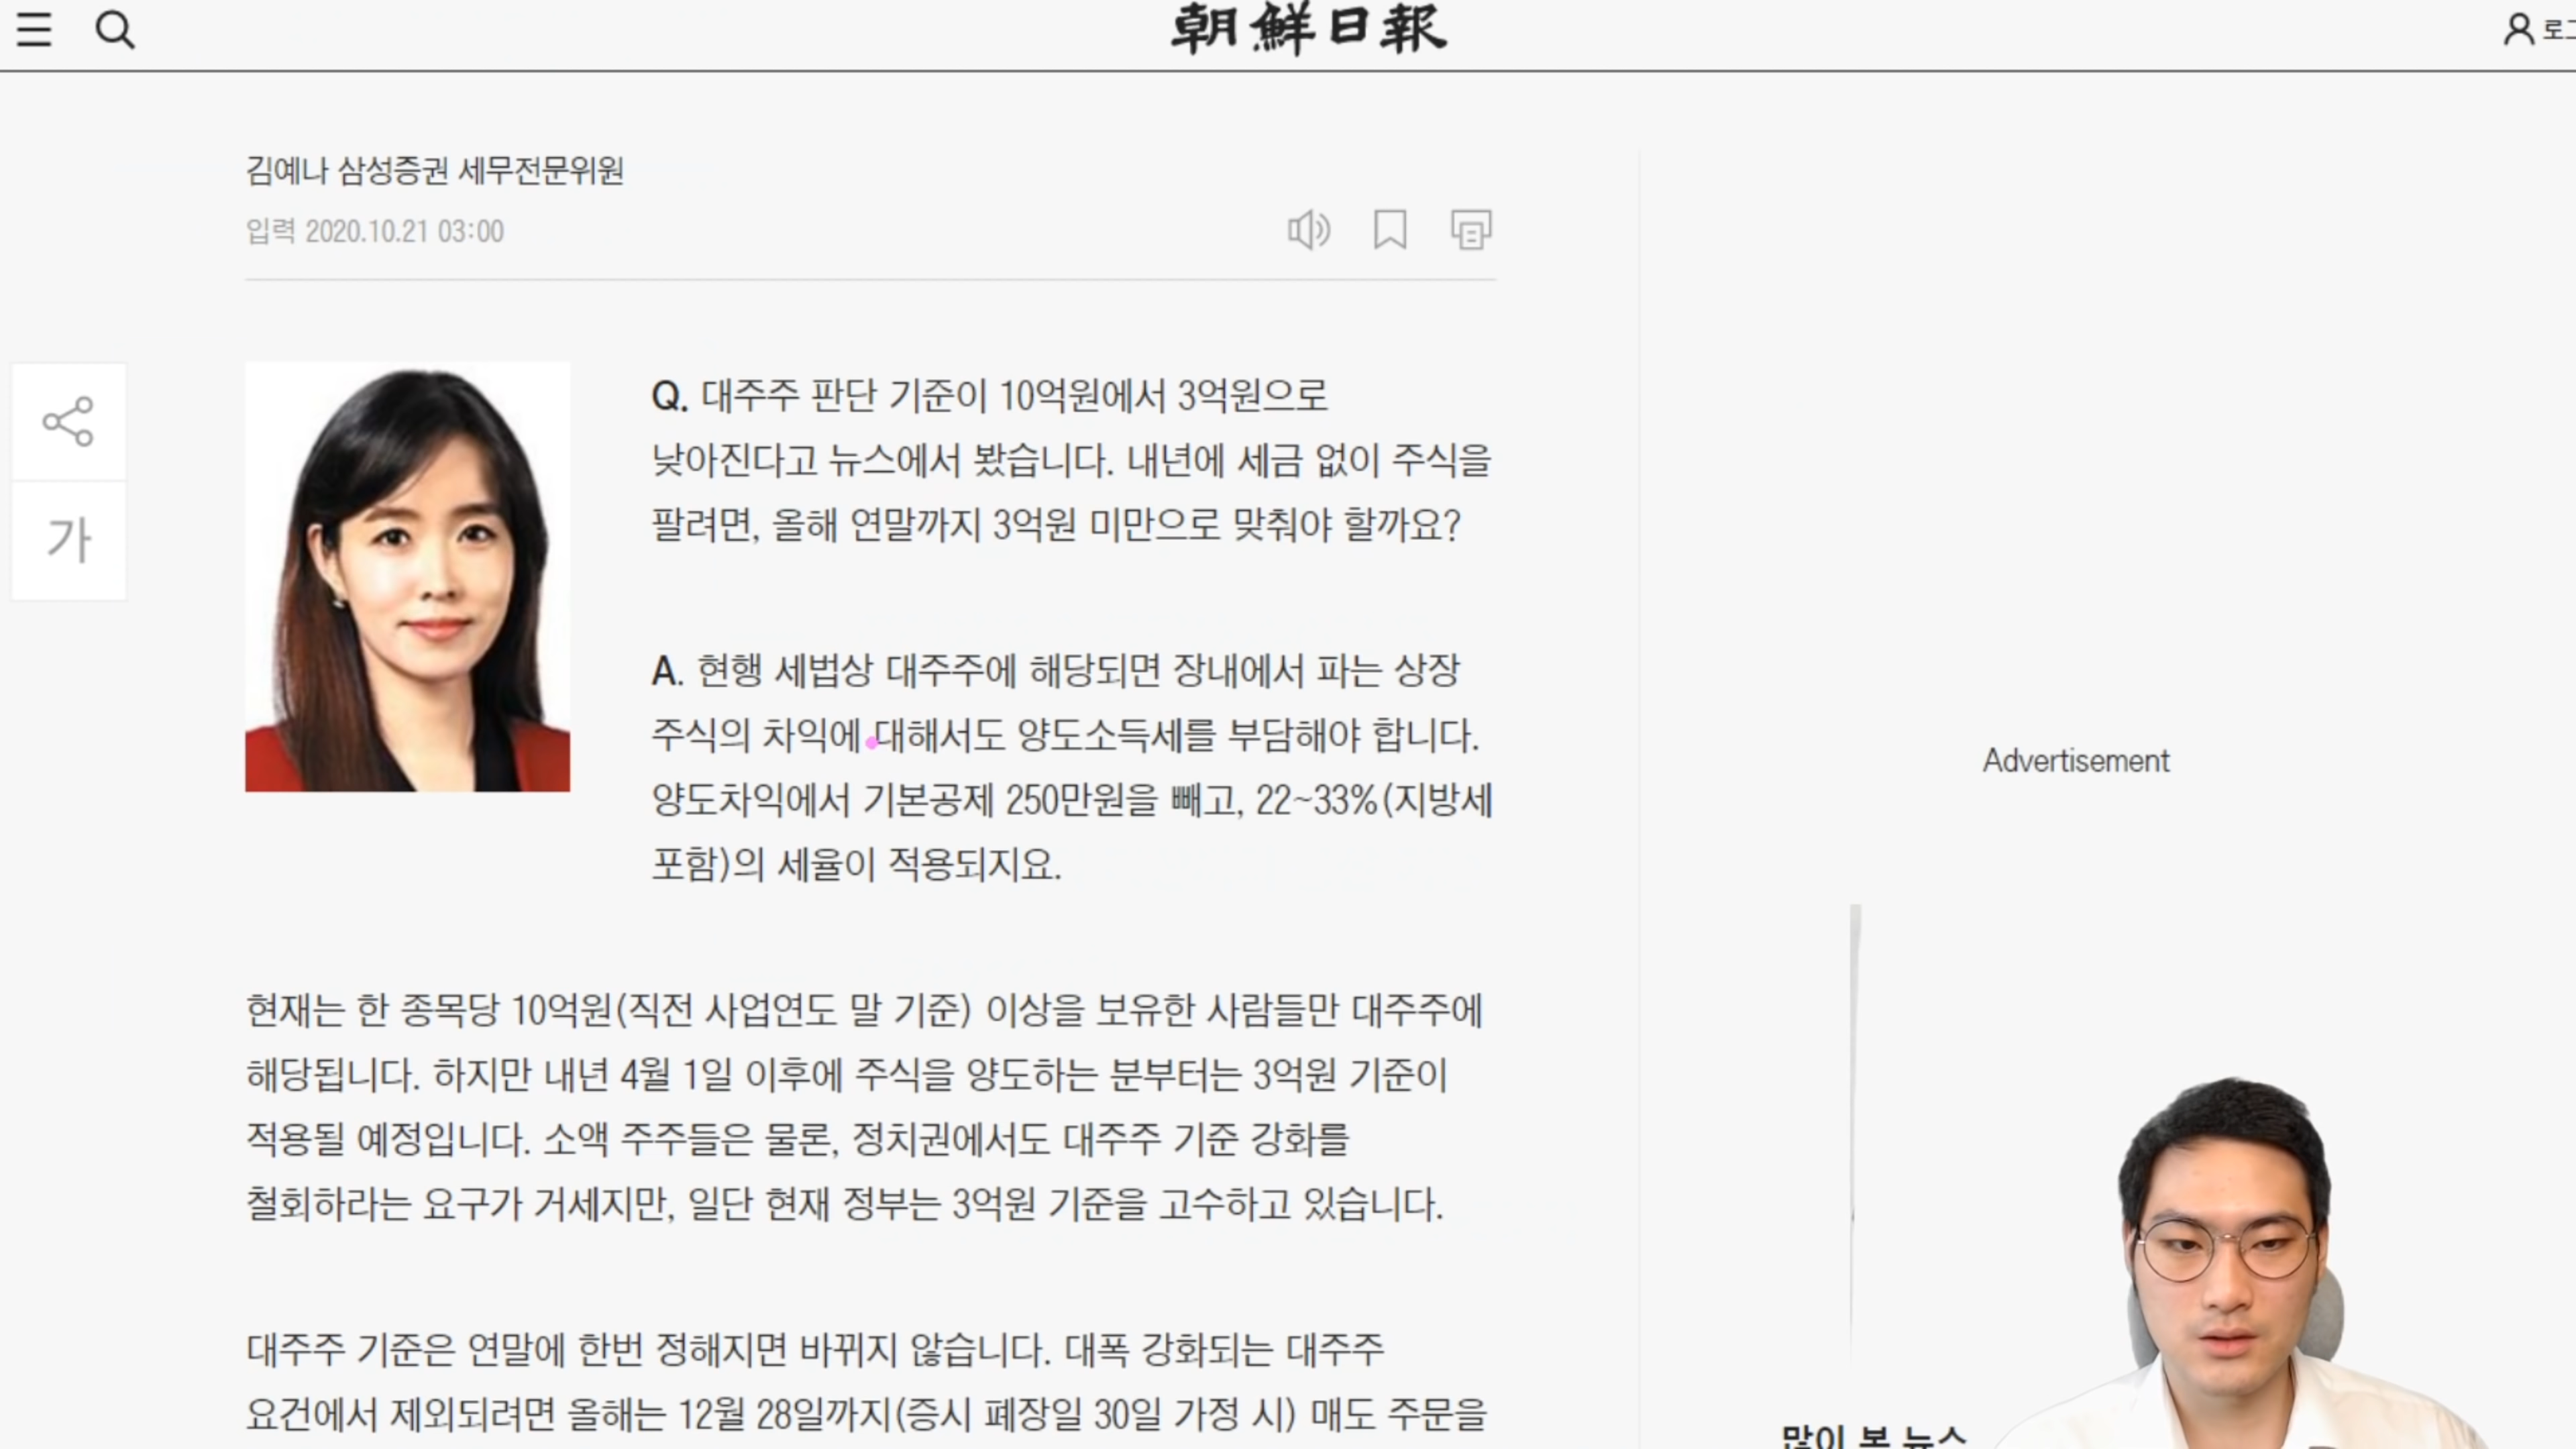 朝鮮日報
로그
김예나 삼성증권 세무전문위원
입력 2020.10.21 03:00
가
Q. 대주주 판단 기준이 10억원에서 3억원으로
낮아진다고 뉴스에서 봤습니다. 내년에 세금 없이 주식을
팔려면, 올해 연말까지 3억원 미만으로 맞춰야 할까요?
A. 현행 세법상 대주주에 해당되면 장내에서 파는 상장
주식의 차익에 대해서도 양도소득세를 부담해야 합니다.
양도차익에서 기본공제 250만원을 빼고, 22~33%(지방세
포함)의 세율이 적용되지요.
현재는 한 종목당 10억원(직전 사업연도 말 기준) 이상을 보유한 사람들만 대주주에
해당됩니다. 하지만 내년 4월 1일 이후에 주식을 양도하는 분부터는 3억원 기준이
적용될 예정입니다. 소액 주주들은 물론, 정치권에서도 대주주 기준 강화를
철회하라는 요구가 거세지만, 일단 현재 정부는 3억원 기준을 고수하고 있습니다.
대주주 기준은 연말에 한번 정해지면 바뀌지 않습니다. 대폭 강화되는 대주주
요건에서 제외되려면 올해는 12월 28일까지(증시 폐장일 30일 가정 시) 매도 주문을
Advertisement
많이 본 뉴스